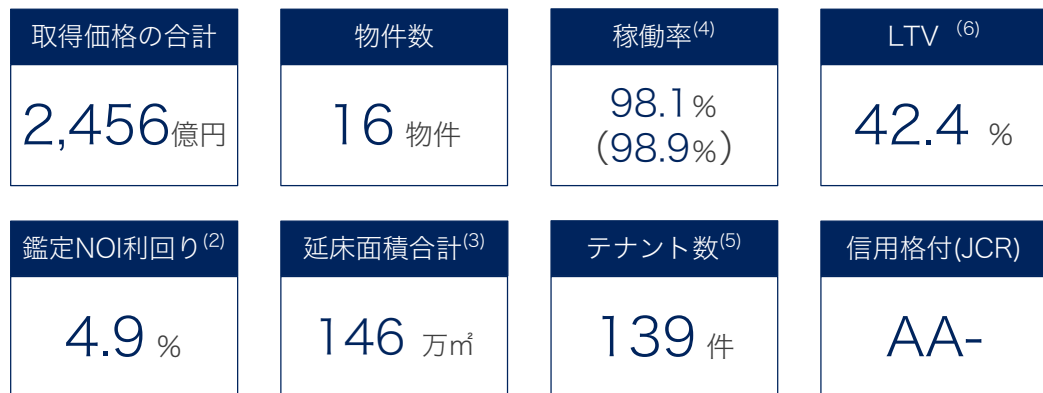 取得価格の合計
2,456億円
物件数
16 物件
稼働率(4)
98.1%
(98.9%)
LTV (6)
42.4 %
鑑定NOI利回り(2)
4.9 %
延床面積合計(3)
146 万㎡
テナント数(5)
139 件
信用格付(JCR)
AA-